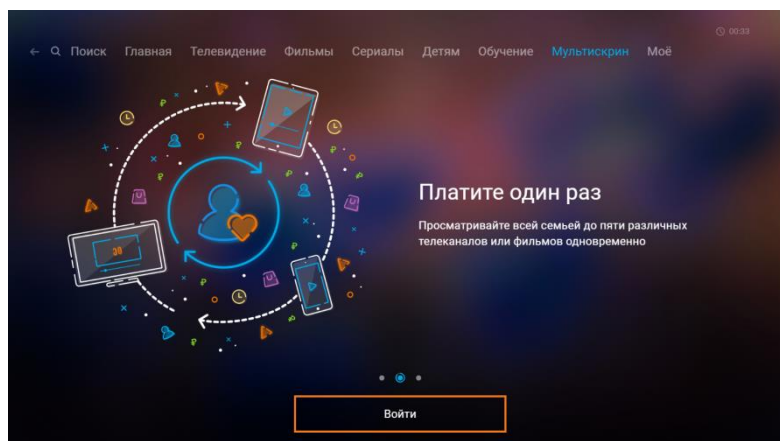 00:33
Поиск Главная Телевидение Фильмы Сериалы Детям Обучение Мультискрин Моё
Платите один раз
Просматривайте всей семьей до пяти различных
телеканалов или фильмов одновременно
Войти